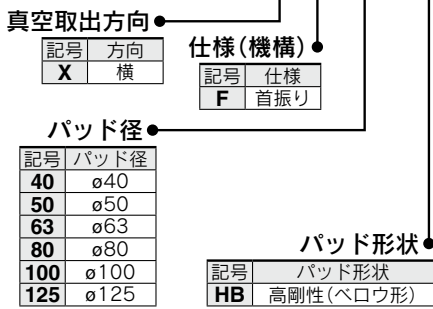 真空取出方向
記号 方向
X 横
仕様(機構)
記号 仕様
F 首振り
パッド径
記号 パッド径
40 ø40
50 ø50
63 ø63
80 ø80
100 ø100
125 ø125
パッド形状
記号 パッド形状
HB 高剛性(ベロウ形)